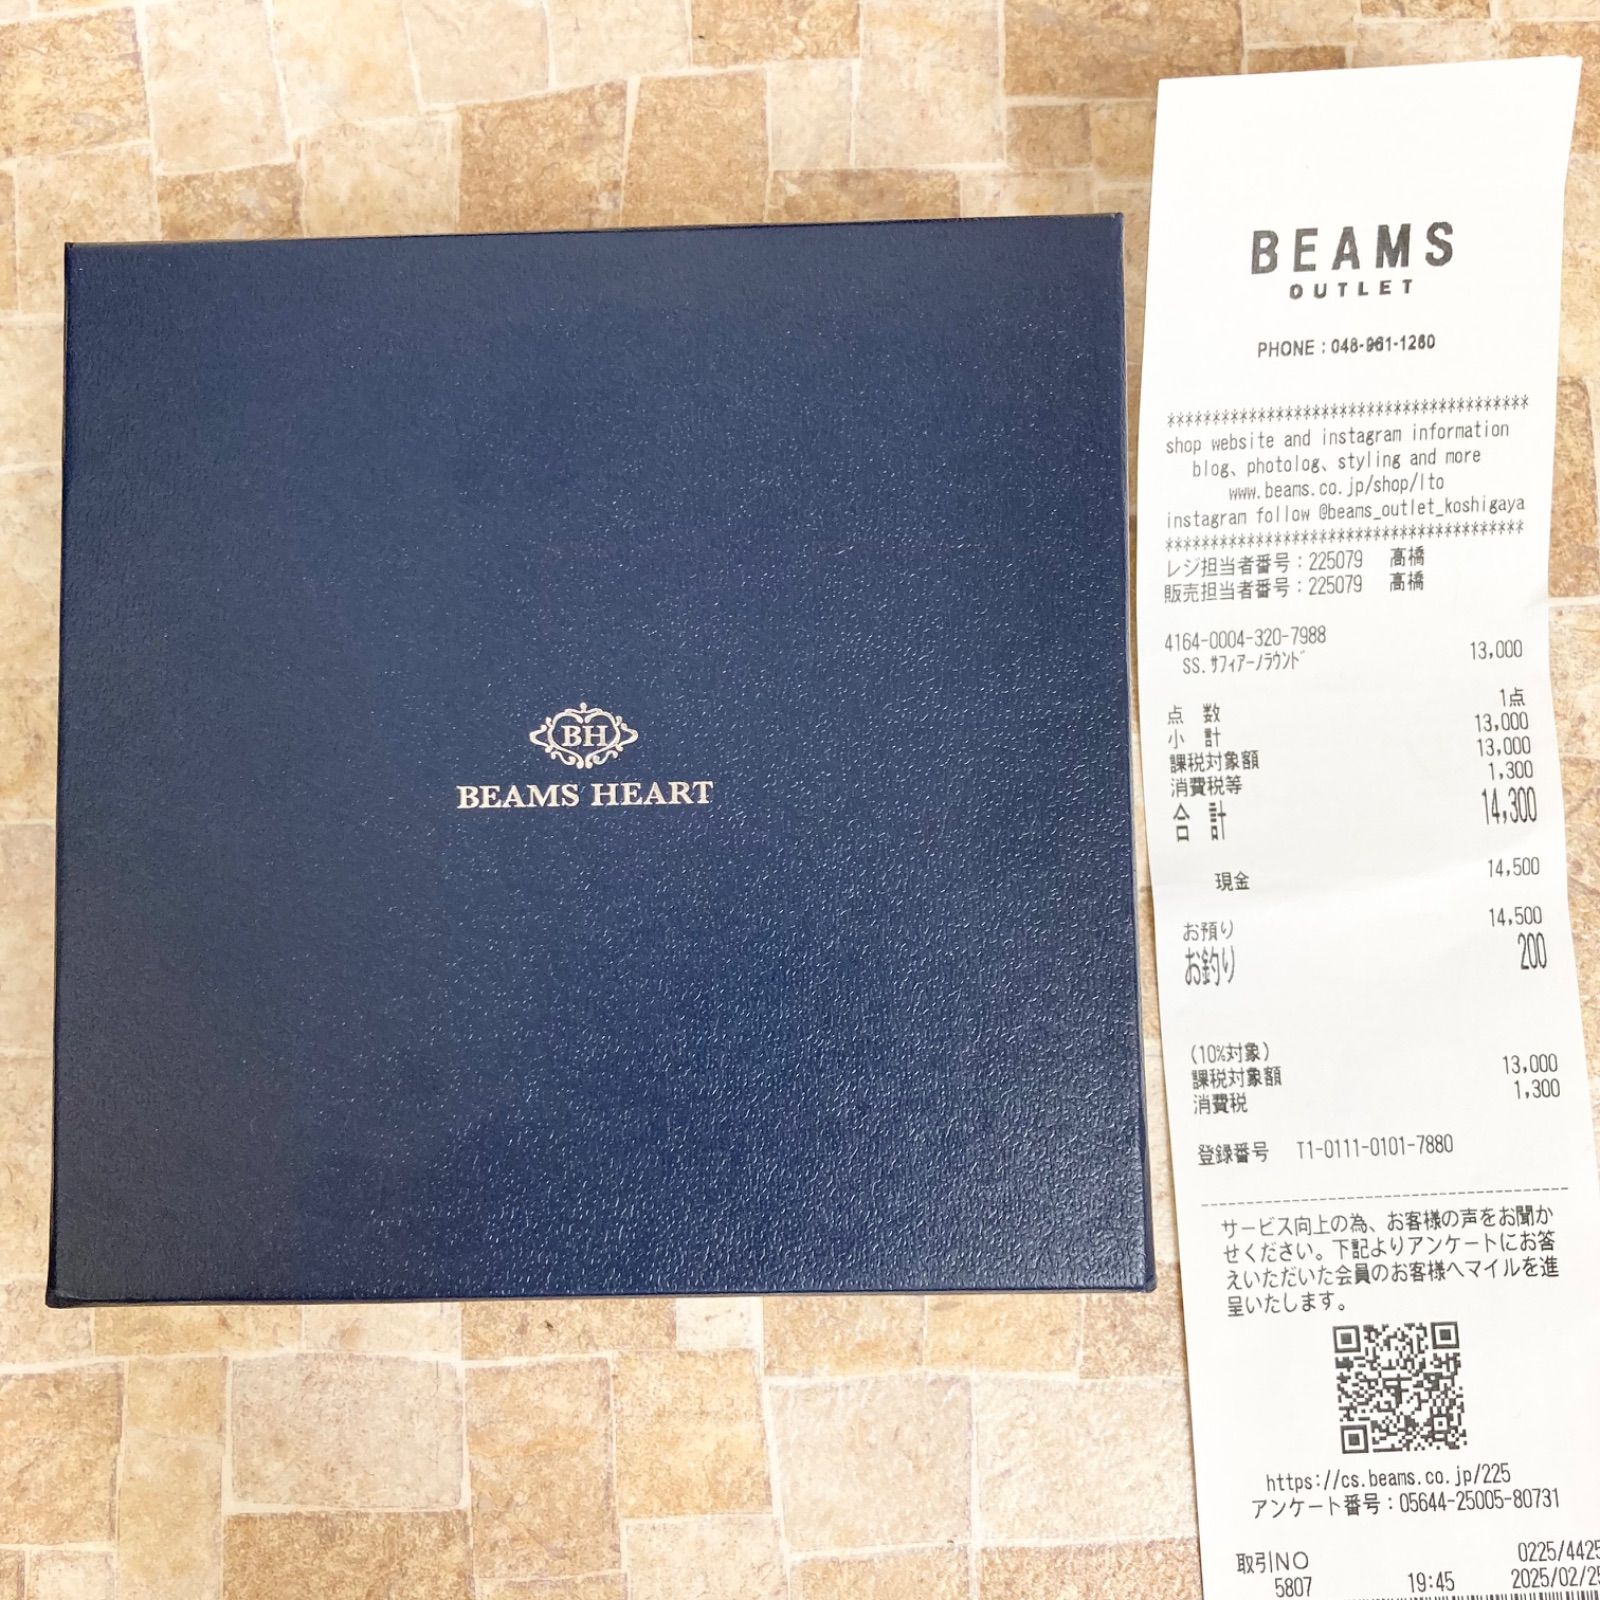 BH
BEAMS HEART
BEAMS
OUTLET
PHONE : 048-961-1260
**************************************
shop website and instagram information
blog、photolog、styling and more
www.beams.co.jp/shop/lto
instagram follow @beams_outlet_koshigaya
**************************************
レジ担当者番号：225079 高橋
販売担当者番号：225079 高橋
4164-0004-320-7988
SS.ｻﾌｨｱｰﾉﾗｳﾝﾄﾞ 13,000
点 数 1点
小 計 13,000
課税対象額 13,000
消費税等 1,300
合 計 14,300
現金 14,500
お預り 14,500
お釣り 200
(10%対象)
課税対象額 13,000
消費税 1,300
登録番号 T1-0111-0101-7880
サービス向上の為、お客様の声をお聞か
せください。下記よりアンケートにお答
えいただいた会員のお客様へマイルを進
呈いたします。
https://cs.beams.co.jp/225
アンケート番号：05644-25005-80731
取引NO 0225/4425
5807 19:45 2025/02/25